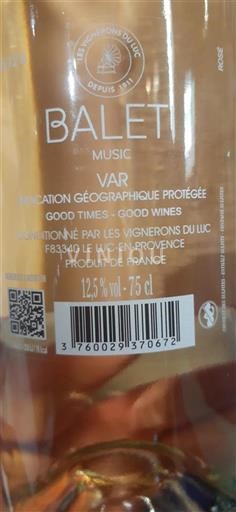 LES VIGNERONS DU LUC
DEPUIS 1911
ROSÉ
BALETI
MUSIC
VAR
INDICATION GÉOGRAPHIQUE PROTÉGÉE
GOOD TIMES - GOOD WINES
CONDITIONNÉ PAR LES VIGNERONS DU LUC
F83340 LE LUC-EN-PROVENCE
PRODUIT DE FRANCE
12,5 % vol - 75 cl
3 760029 370672